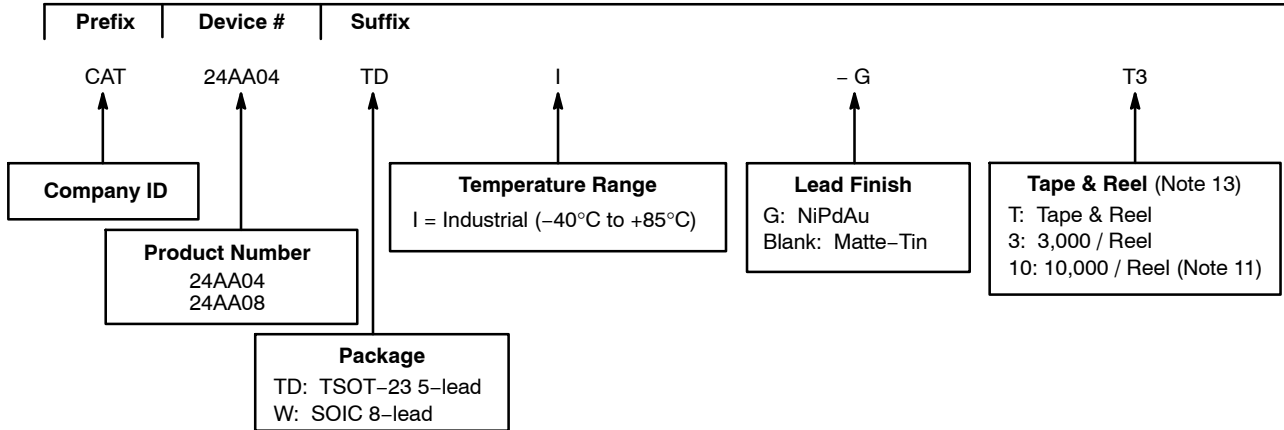 Prefix Device # Suffix
CAT 24AA04 TD I – G T3
Company ID
Product Number
24AA04
24AA08
Package
TD: TSOT–23 5–lead
W: SOIC 8–lead
Temperature Range
I = Industrial (–40°C to +85°C)
Lead Finish
G: NiPdAu
Blank: Matte–Tin
Tape & Reel (Note 13)
T: Tape & Reel
3: 3,000 / Reel
10: 10,000 / Reel (Note 11)